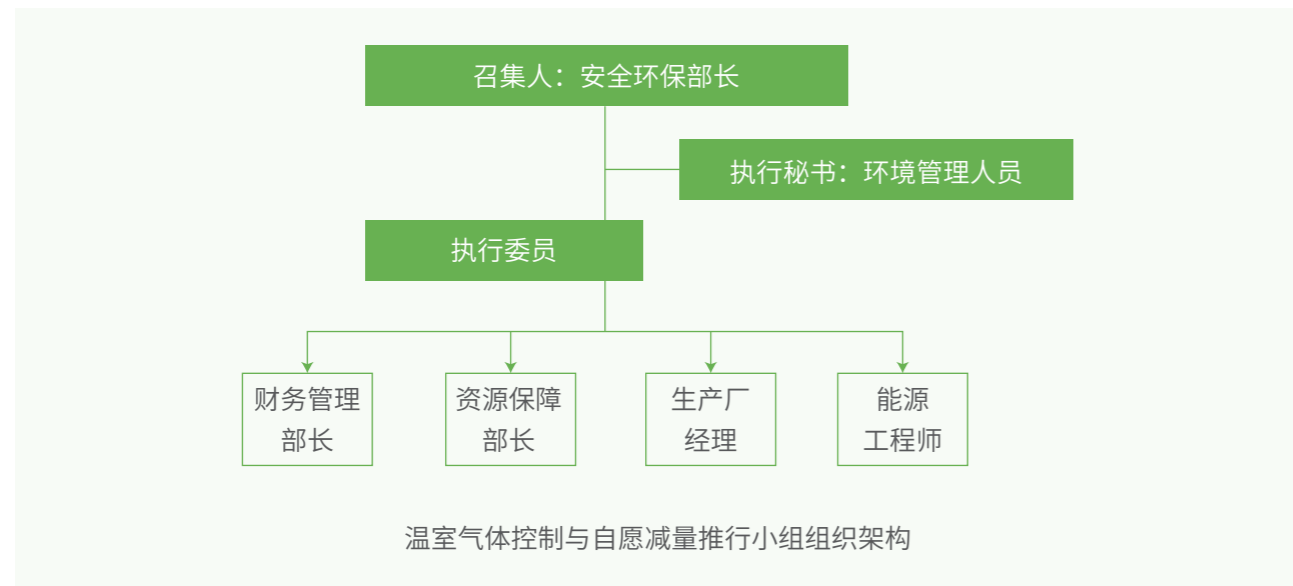 召集人：安全环保部长
执行秘书：环境管理人员
执行委员
财务管理
部长
资源保障
部长
生产厂
经理
能源
工程师
温室气体控制与自愿减量推行小组组织架构